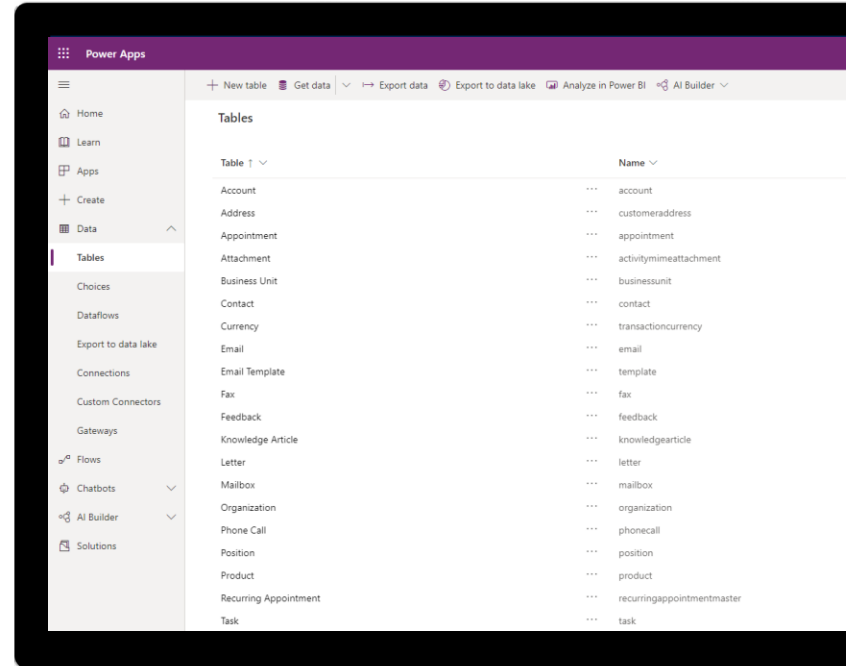 Power Apps
New table Get data Export data Export to data lake Analyze in Power BI AI Builder
Home
Learn
Apps
Create
Data
Tables
Choices
Dataflows
Export to data lake
Connections
Custom Connectors
Gateways
Flows
Chatbots
AI Builder
Solutions
Tables
Table ↑ Name
Account ··· account
Address ··· customeraddress
Appointment ··· appointment
Attachment ··· activitymimeattachment
Business Unit ··· businessunit
Contact ··· contact
Currency ··· transactioncurrency
Email ··· email
Email Template ··· template
Fax ··· fax
Feedback ··· feedback
Knowledge Article ··· knowledgearticle
Letter ··· letter
Mailbox ··· mailbox
Organization ··· organization
Phone Call ··· phonecall
Position ··· position
Product ··· product
Recurring Appointment ··· recurringappointmentmaster
Task ··· task